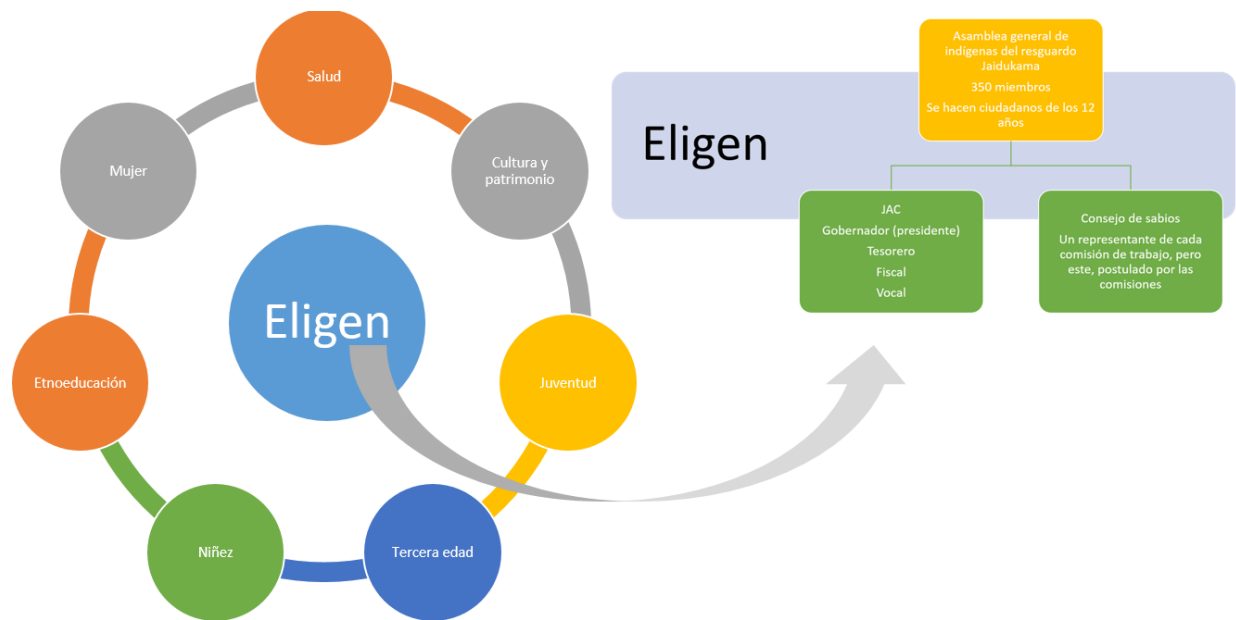 Salud
Cultura y
patrimonio
Juventud
Tercera edad
Niñez
Etnoeducación
Mujer
Eligen
Eligen
Asamblea general de
indígenas del resguardo
Jaidukama
350 miembros
Se hacen ciudadanos de los 12
años
JAC
Gobernador (presidente)
Tesorero
Fiscal
Vocal
Consejo de sabios
Un representante de cada
comisión de trabajo, pero
este, postulado por las
comisiones